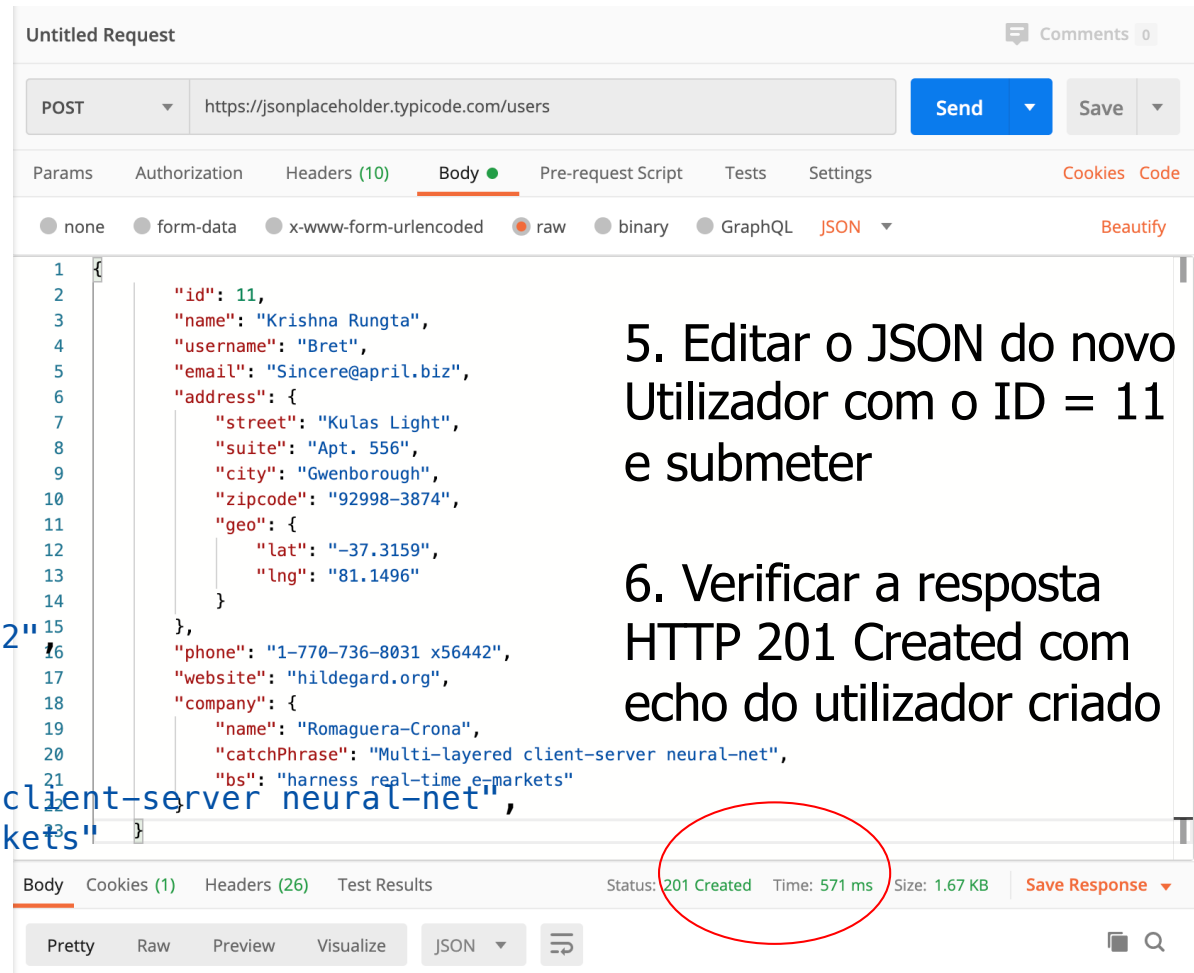 Untitled Request
Comments 0
POST https://jsonplaceholder.typicode.com/users Send Save
Params Authorization Headers (10) Body Pre-request Script Tests Settings Cookies Code
none form-data x-www-form-urlencoded raw binary GraphQL JSON Beautify
1 {
2 "id": 11,
3 "name": "Krishna Rungta",
4 "username": "Bret",
5 "email": "Sincere@april.biz",
6 "address": {
7 "street": "Kulas Light",
8 "suite": "Apt. 556",
9 "city": "Gwenborough",
10 "zipcode": "92998-3874",
11 "geo": {
12 "lat": "-37.3159",
13 "lng": "81.1496"
14 }
15 },
16 "phone": "1-770-736-8031 x56442",
17 "website": "hildegard.org",
18 "company": {
19 "name": "Romaguera-Crona",
20 "catchPhrase": "Multi-layered client-server neural-net",
21 "bs": "harness real-time e-markets"
22 }
23 }
2",
client-server neural-net",
kets"
5. Editar o JSON do novo
Utilizador com o ID = 11
e submeter
6. Verificar a resposta
HTTP 201 Created com
echo do utilizador criado
Body Cookies (1) Headers (26) Test Results Status: 201 Created Time: 571 ms Size: 1.67 KB Save Response
Pretty Raw Preview Visualize JSON